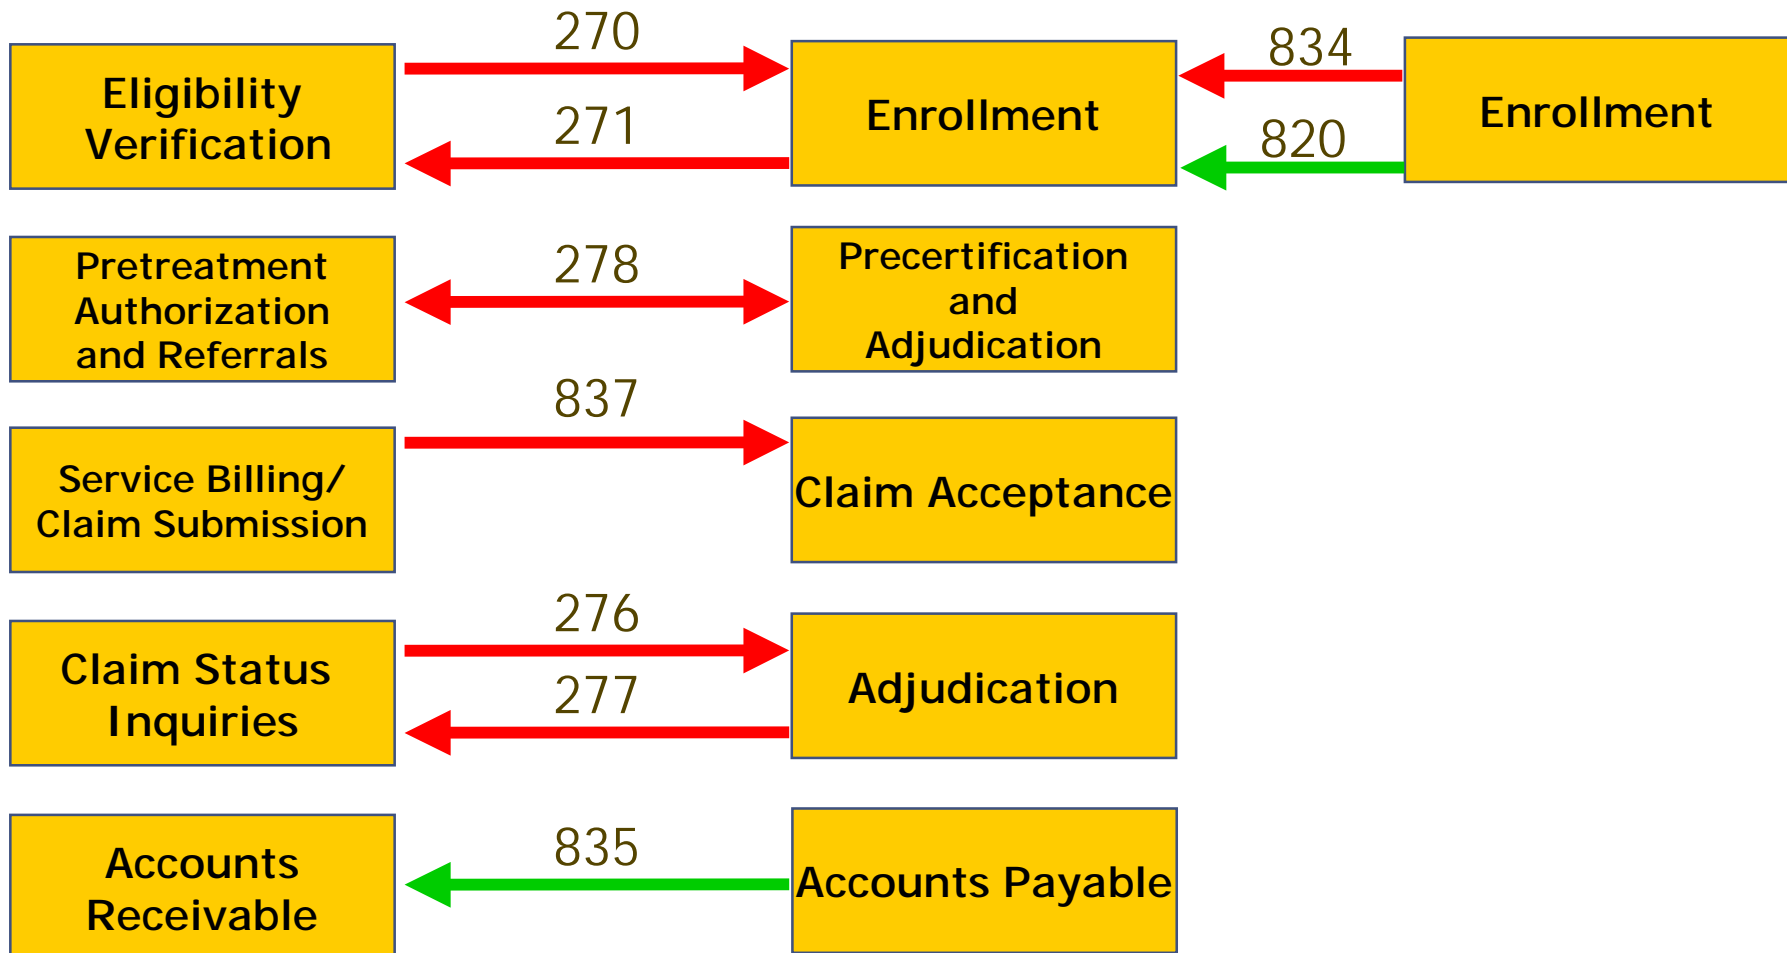 270
834
Eligibility
Verification
Enrollment
Enrollment
271
820
Pretreatment
Authorization
and Referrals
278
Precertification
and
Adjudication
837
Service Billing/
Claim Submission
Claim Acceptance
276
Claim Status
Inquiries
277
Adjudication
835
Accounts
Receivable
Accounts Payable